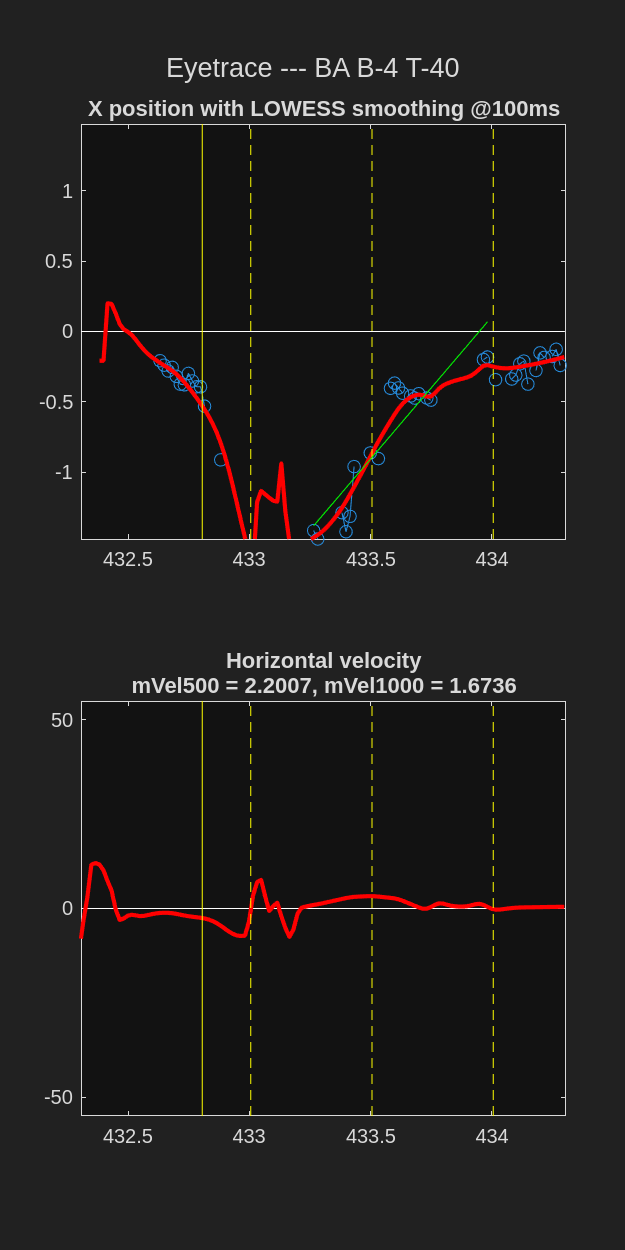 Eyetrace --- BA B-4 T-40
X position with LOWESS smoothing @100ms
1
0.5
0
-0.5
-1
432.5 433 433.5 434
Horizontal velocity
mVel500 = 2.2007, mVel1000 = 1.6736
50
0
-50
432.5 433 433.5 434